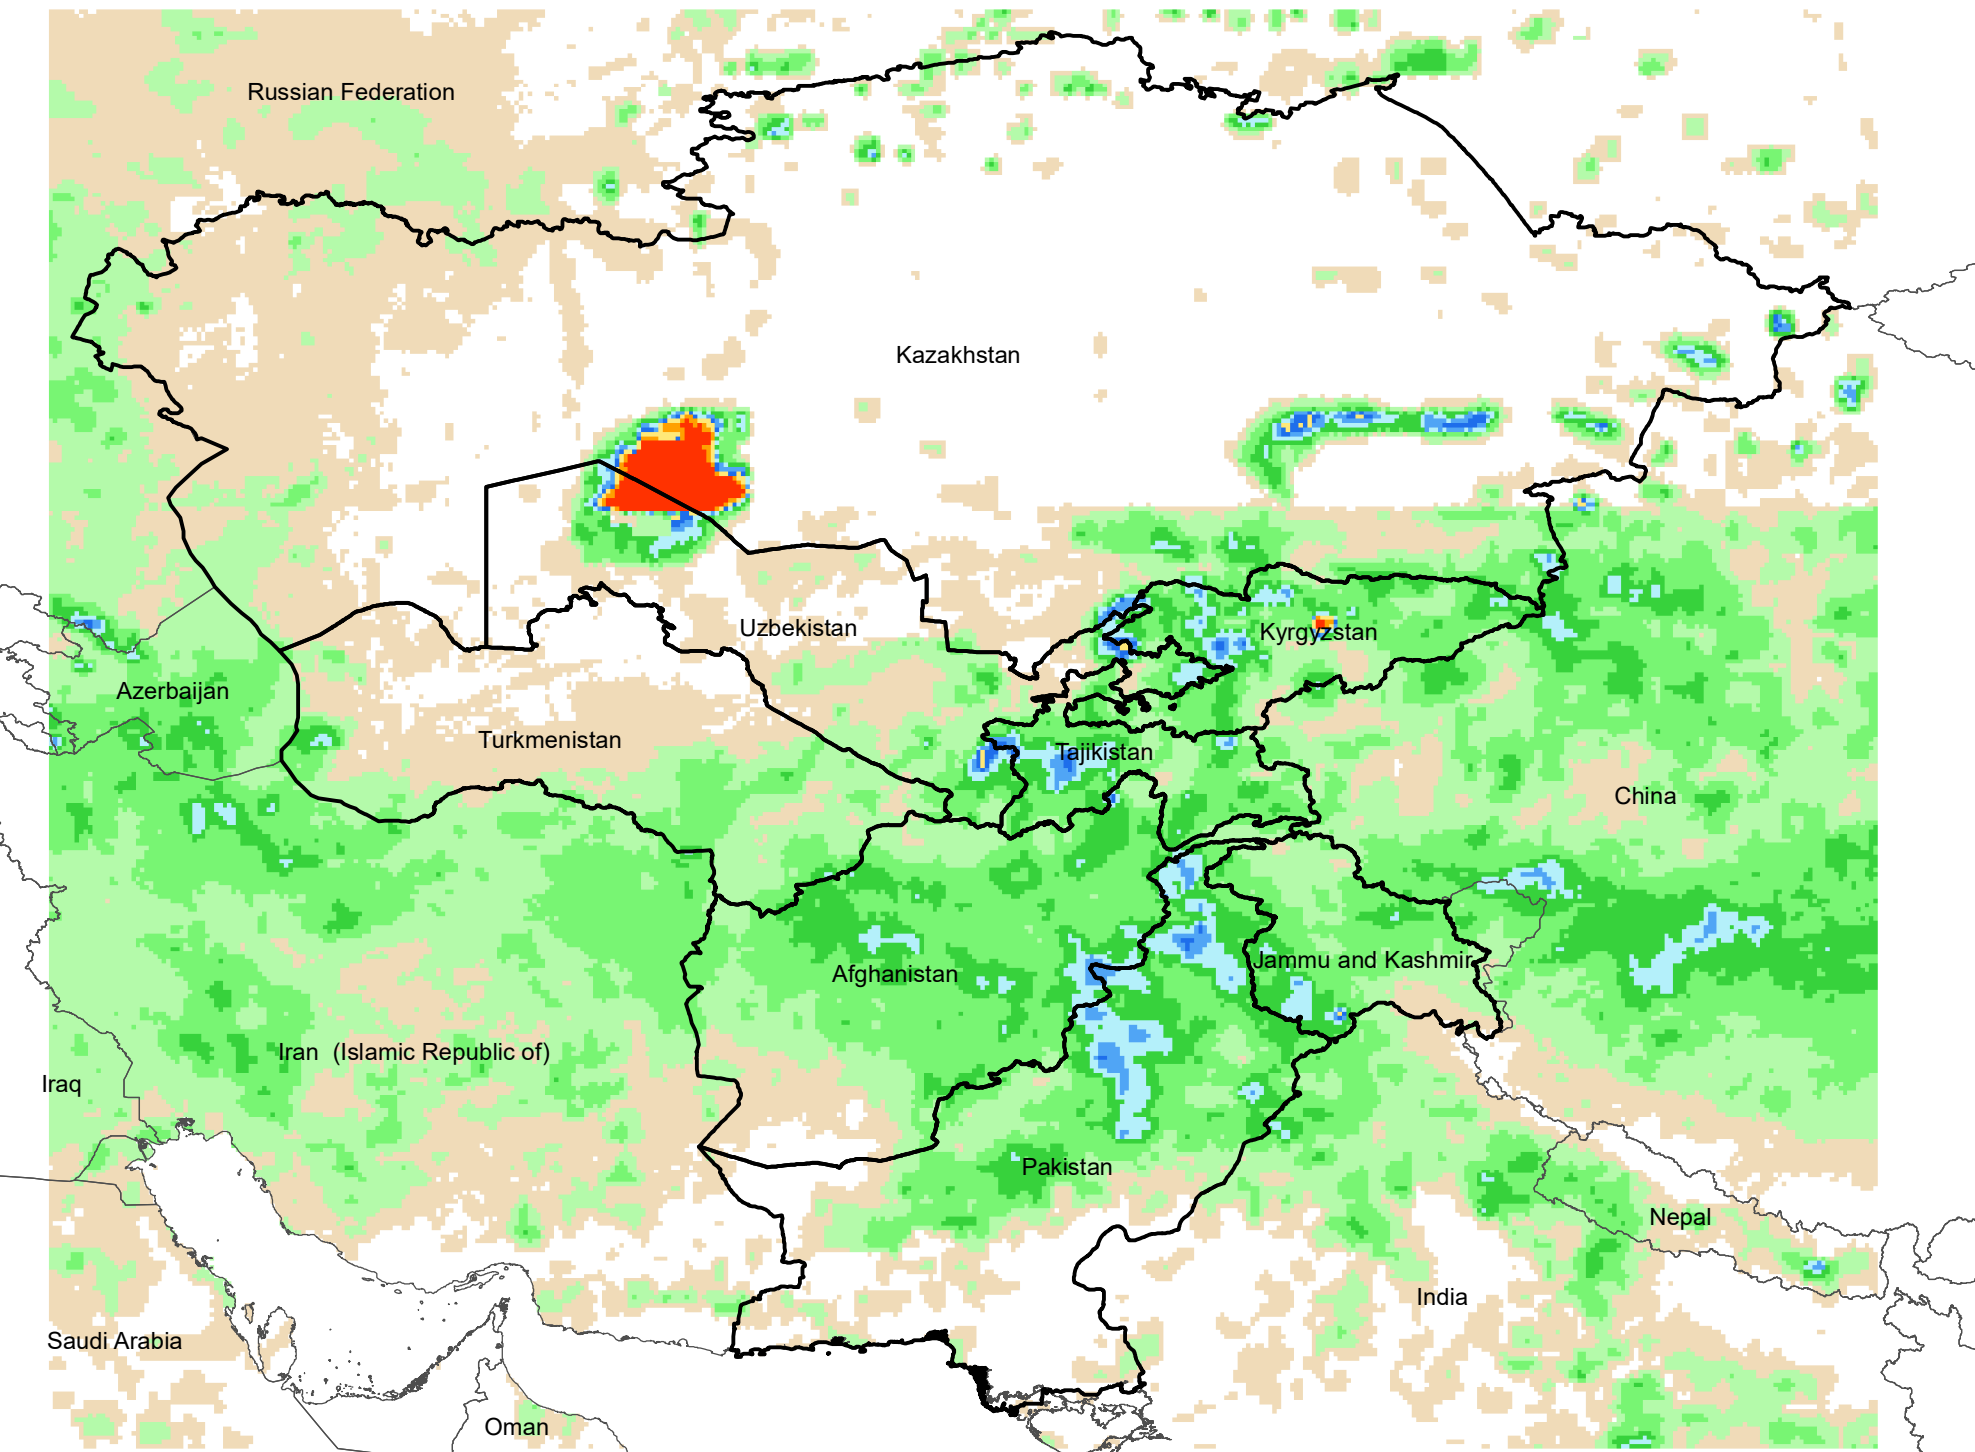 Russian Federation
Kazakhstan
Uzbekistan
Kyrgyzstan
Azerbaijan
Turkmenistan
Tajikistan
China
Afghanistan
Jammu and Kashmir
Iran  (Islamic Republic of)
Iraq
Pakistan
Nepal
India
Saudi Arabia
Oman